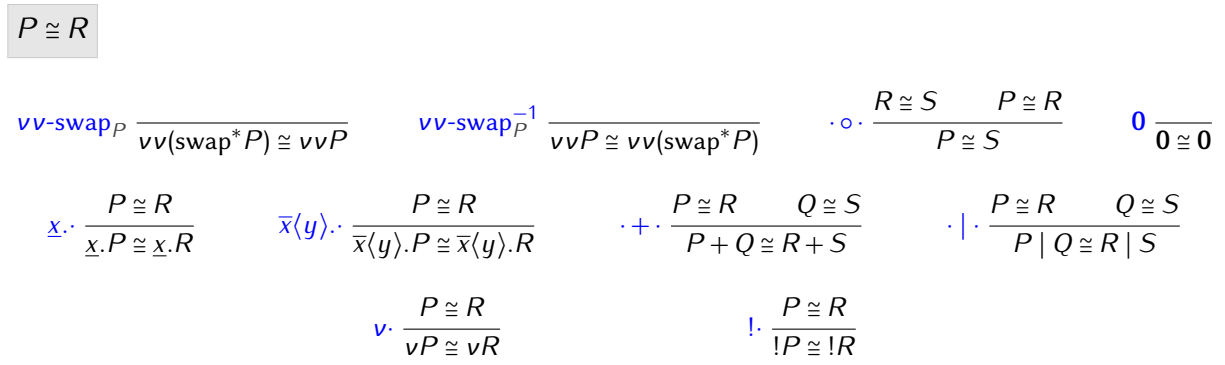 P ≅ R
νν-swap_P ─ νν(swap*P) ≅ ννP    νν-swap_P^{-1} ─ ννP ≅ νν(swap*P)    ·∘· R ≅ S    P ≅ R ─ P ≅ S    0 ─ 0 ≅ 0
x̲.· P ≅ R ─ x̲.P ≅ x̲.R    x̅⟨y⟩.· P ≅ R ─ x̅⟨y⟩.P ≅ x̅⟨y⟩.R    ·+· P ≅ R    Q ≅ S ─ P + Q ≅ R + S    ·|· P ≅ R    Q ≅ S ─ P | Q ≅ R | S
ν· P ≅ R ─ νP ≅ νR    !· P ≅ R ─ !P ≅ !R